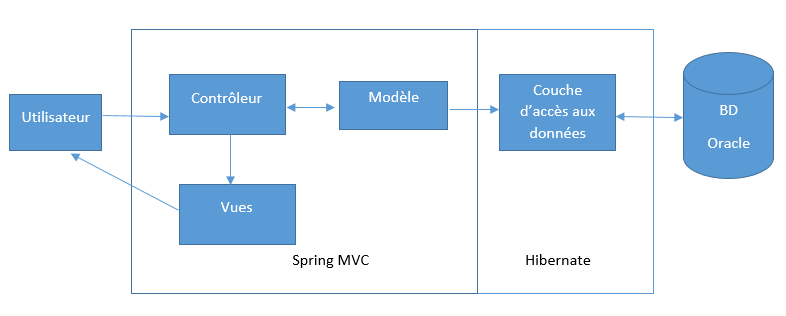 Utilisateur
Contrôleur
Modèle
Couche
d’accès aux
données
BD
Oracle
Vues
Spring MVC
Hibernate